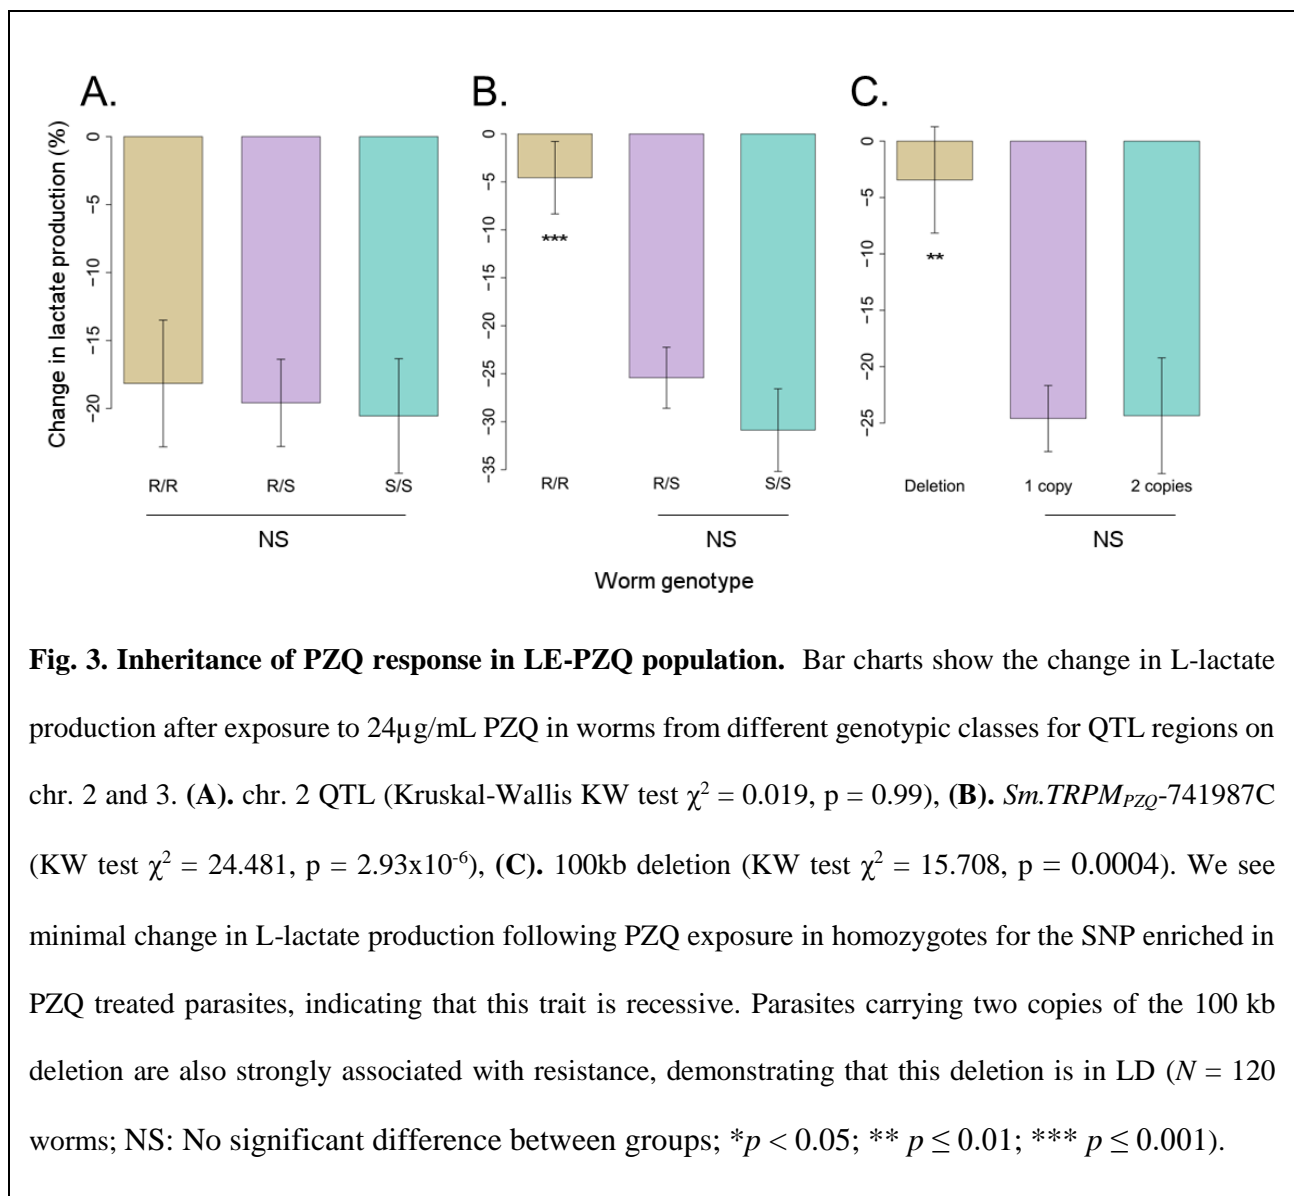 A.
B.
C.
Change in lactate production (%)
0
−5
−10
−15
−20
R/R
R/S
S/S
NS
0
−5
−10
−15
−20
−25
−30
−35
***
R/R
R/S
S/S
NS
0
−5
−10
−15
−20
−25
**
Deletion
1 copy
2 copies
NS
Worm genotype
Fig. 3. Inheritance of PZQ response in LE-PZQ population. Bar charts show the change in L-lactate
production after exposure to 24µg/mL PZQ in worms from different genotypic classes for QTL regions on
chr. 2 and 3. (A). chr. 2 QTL (Kruskal-Wallis KW test χ² = 0.019, p = 0.99), (B). Sm.TRPM_PZQ-741987C
(KW test χ² = 24.481, p = 2.93x10⁻⁶), (C). 100kb deletion (KW test χ² = 15.708, p = 0.0004). We see
minimal change in L-lactate production following PZQ exposure in homozygotes for the SNP enriched in
PZQ treated parasites, indicating that this trait is recessive. Parasites carrying two copies of the 100 kb
deletion are also strongly associated with resistance, demonstrating that this deletion is in LD (N = 120
worms; NS: No significant difference between groups; *p < 0.05; ** p ≤ 0.01; *** p ≤ 0.001).